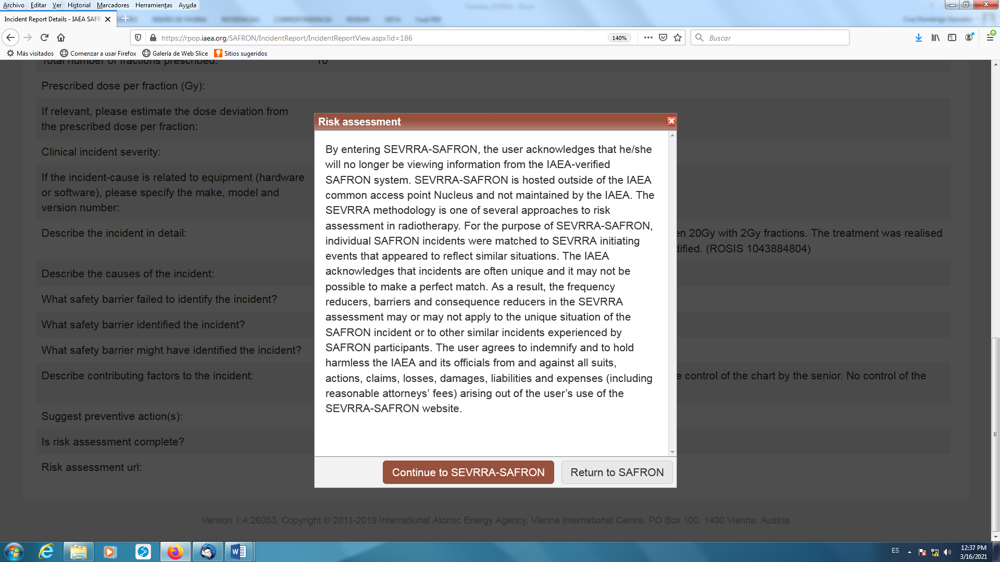 Archivo Editar Ver Historial Marcadores Herramientas Ayuda
Incident Report Details - IAEA SAFR
https://rpop.iaea.org/SAFRON/IncidentReport/IncidentReportView.aspx?id=186
140%
Buscar
Más visitados Comenzar a usar Firefox Galería de Web Slice Sitios sugeridos
Total number of fractions prescribed: 10
Prescribed dose per fraction (Gy):
If relevant, please estimate the dose deviation from
the prescribed dose per fraction:
Clinical incident severity:
If the incident-cause is related to equipment (hardware
or software), please specify the make, model and
version number:
Describe the incident in detail:
en 20Gy with 2Gy fractions. The treatment was realised
dified. (ROSIS 1043884804)
Describe the causes of the incident:
What safety barrier failed to identify the incident?
What safety barrier identified the incident?
What safety barrier might have identified the incident?
Describe contributing factors to the incident:
e control of the chart by the senior. No control of the
Suggest preventive action(s):
Is risk assessment complete?
Risk assessment url:
Risk assessment
By entering SEVRRA-SAFRON, the user acknowledges that he/she
will no longer be viewing information from the IAEA-verified
SAFRON system. SEVRRA-SAFRON is hosted outside of the IAEA
common access point Nucleus and not maintained by the IAEA. The
SEVRRA methodology is one of several approaches to risk
assessment in radiotherapy. For the purpose of SEVRRA-SAFRON,
individual SAFRON incidents were matched to SEVRRA initiating
events that appeared to reflect similar situations. The IAEA
acknowledges that incidents are often unique and it may not be
possible to make a perfect match. As a result, the frequency
reducers, barriers and consequence reducers in the SEVRRA
assessment may or may not apply to the unique situation of the
SAFRON incident or to other similar incidents experienced by
SAFRON participants. The user agrees to indemnify and to hold
harmless the IAEA and its officials from and against all suits,
actions, claims, losses, damages, liabilities and expenses (including
reasonable attorneys’ fees) arising out of the user’s use of the
SEVRRA-SAFRON website.
Continue to SEVRRA-SAFRON Return to SAFRON
Version 1.4.26053, Copyright © 2011-2019 International Atomic Energy Agency, Vienna International Centre, PO Box 100, 1400 Vienna, Austria
ES
12:37 PM
3/16/2021